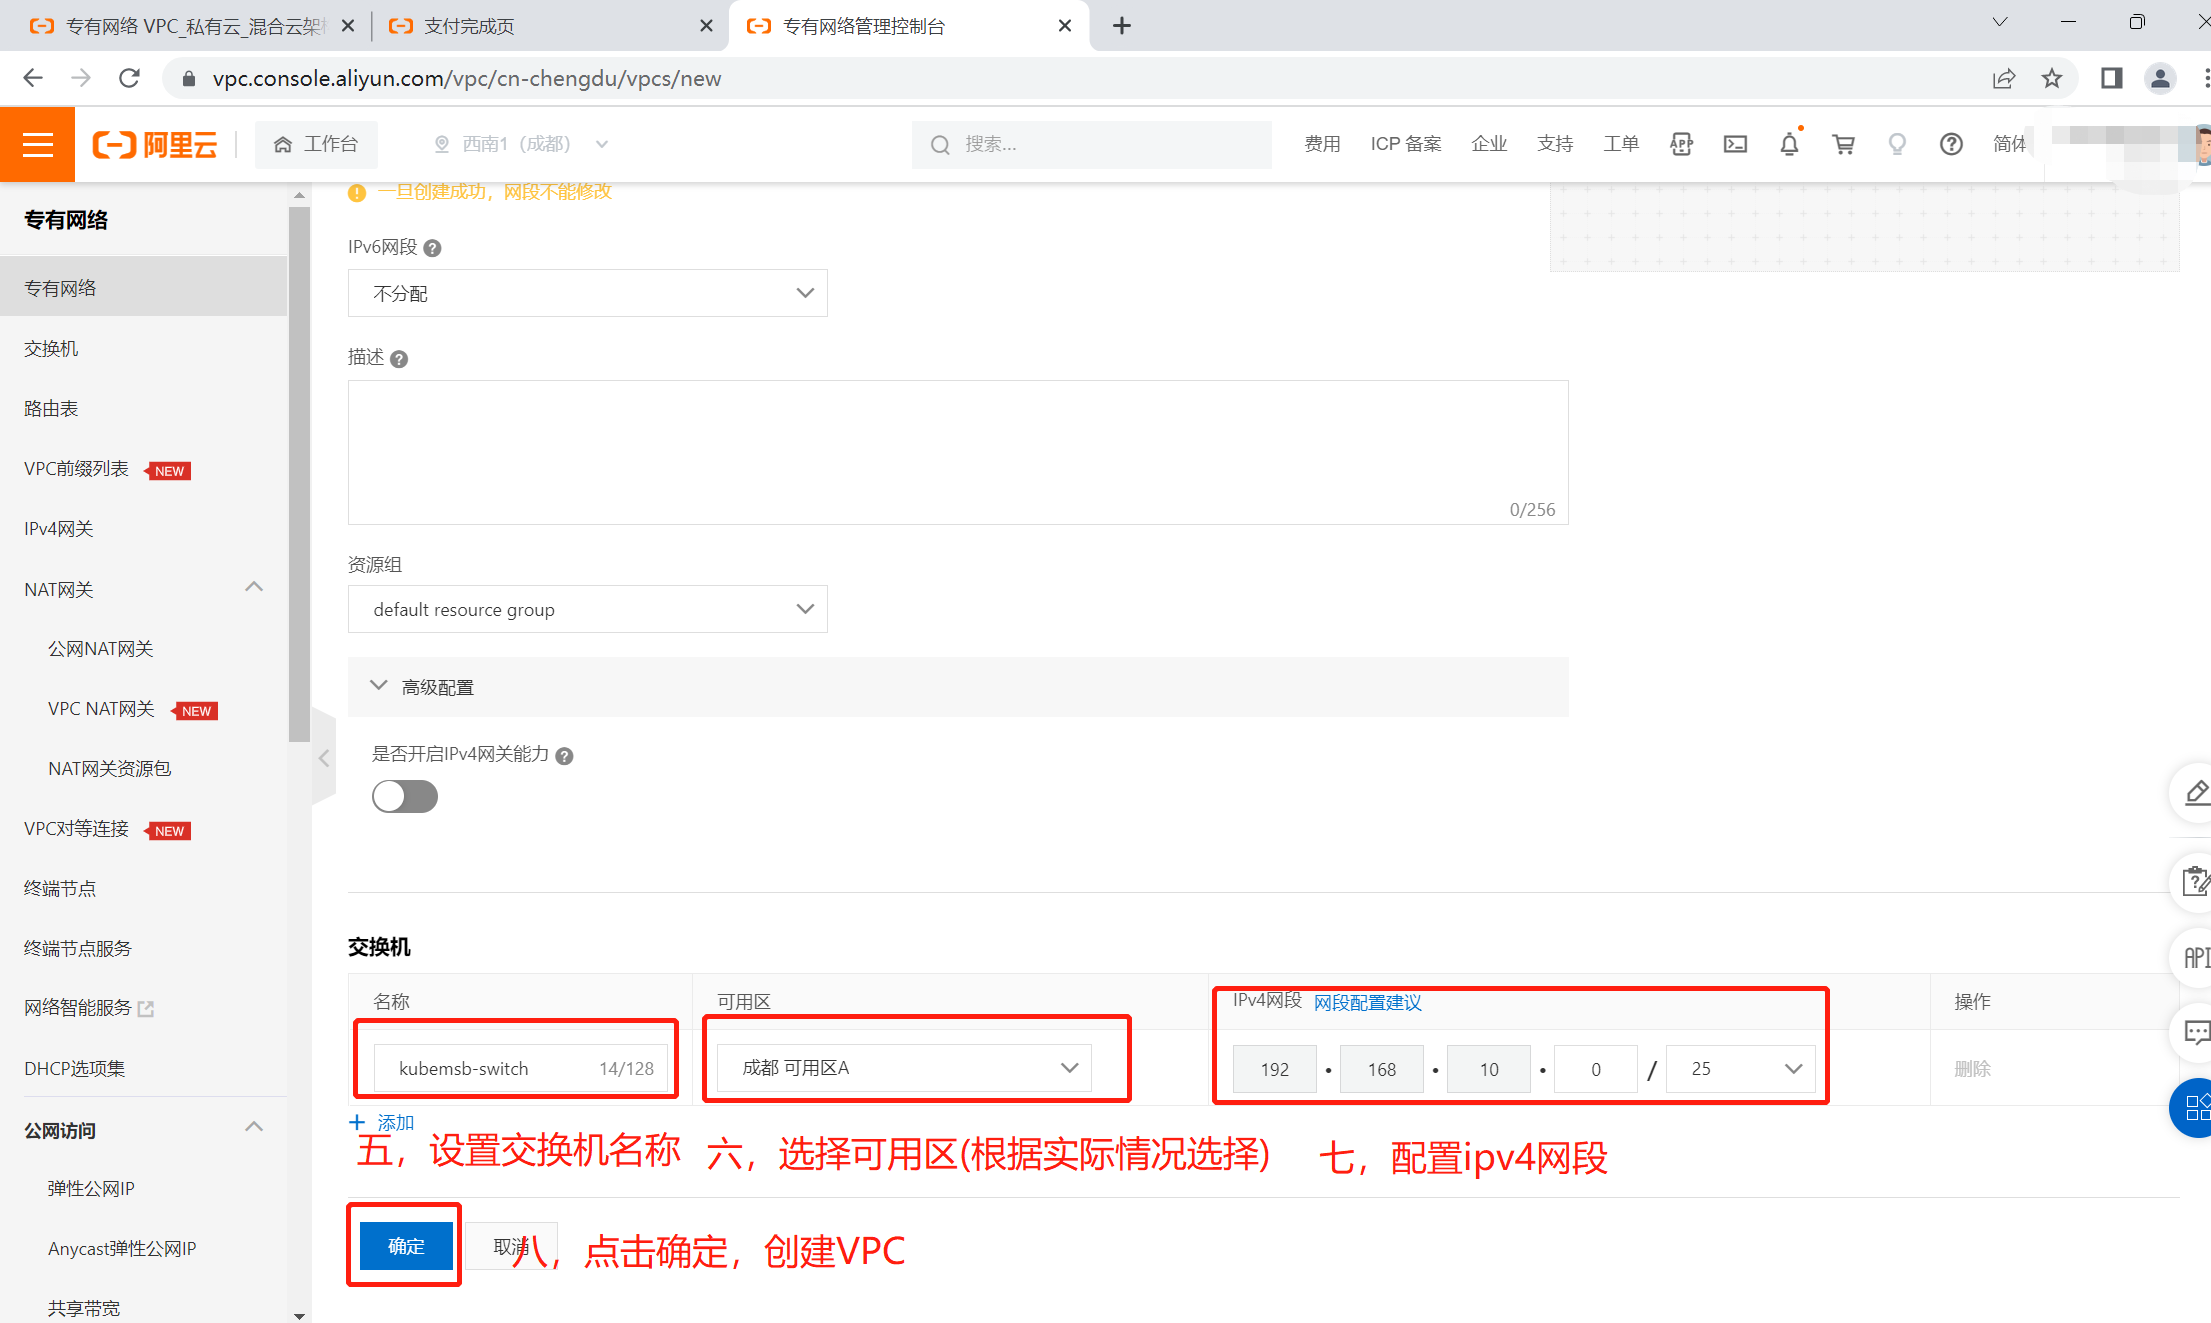 专有网络 VPC_私有云_混合云架
支付完成页
专有网络管理控制台
vpc.console.aliyun.com/vpc/cn-chengdu/vpcs/new
阿里云
工作台
西南1（成都）
搜索...
费用
ICP 备案
企业
支持
工单
APP
简体
专有网络
专有网络
交换机
路由表
VPC前缀列表 NEW
IPv4网关
NAT网关
公网NAT网关
VPC NAT网关 NEW
NAT网关资源包
VPC对等连接 NEW
终端节点
终端节点服务
网络智能服务
DHCP选项集
公网访问
弹性公网IP
Anycast弹性公网IP
共享带宽
一旦创建成功，网段不能修改
IPv6网段
不分配
描述
0/256
资源组
default resource group
高级配置
是否开启IPv4网关能力
交换机
名称 可用区 IPv4网段 网段配置建议 操作
kubemsb-switch 14/128 成都 可用区A 192 • 168 • 10 • 0 / 25 删除
+ 添加
五，设置交换机名称
六，选择可用区(根据实际情况选择)
七，配置ipv4网段
确定 取消
八，点击确定，创建VPC
API